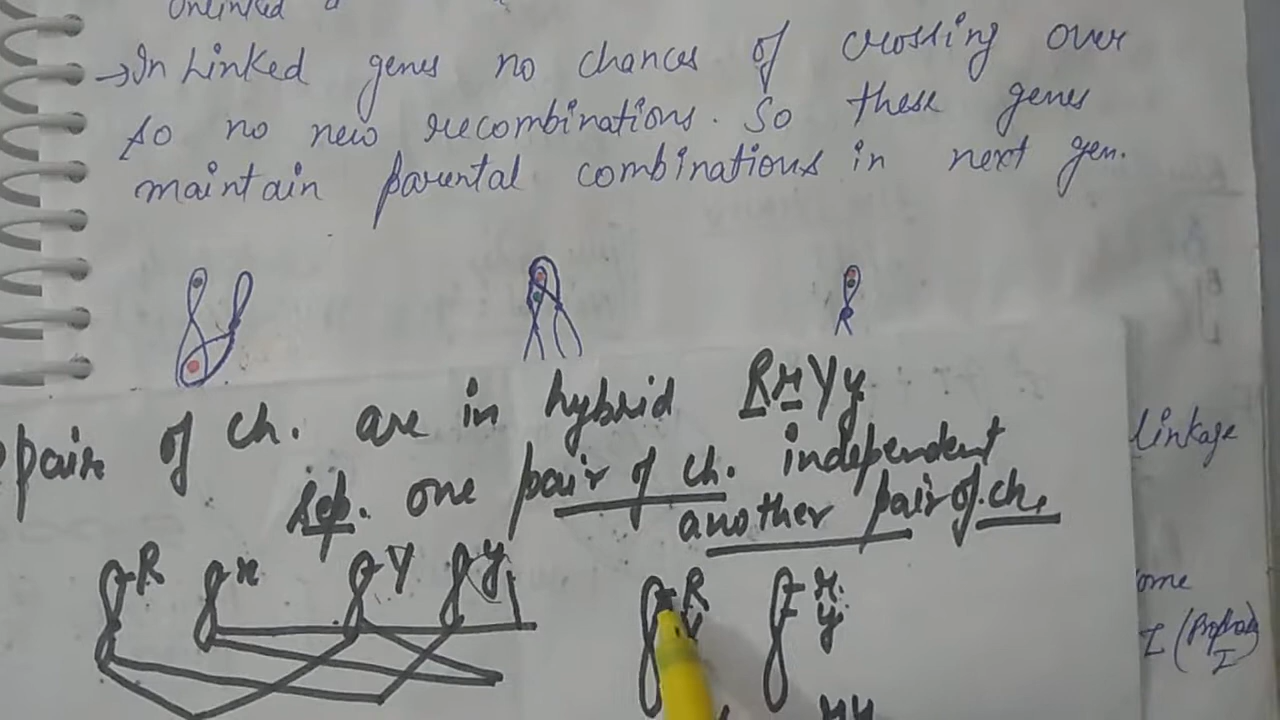 Unlinked
→In Linked genes no chances of crossing over
so no new recombinations. So these genes
maintain parental combinations in next gen.
pair of ch. are in hybrid RrYy
linkage
sep. one pair of ch. independent
another pair of ch.
R r Y y
R r
y
I (Prophase
I